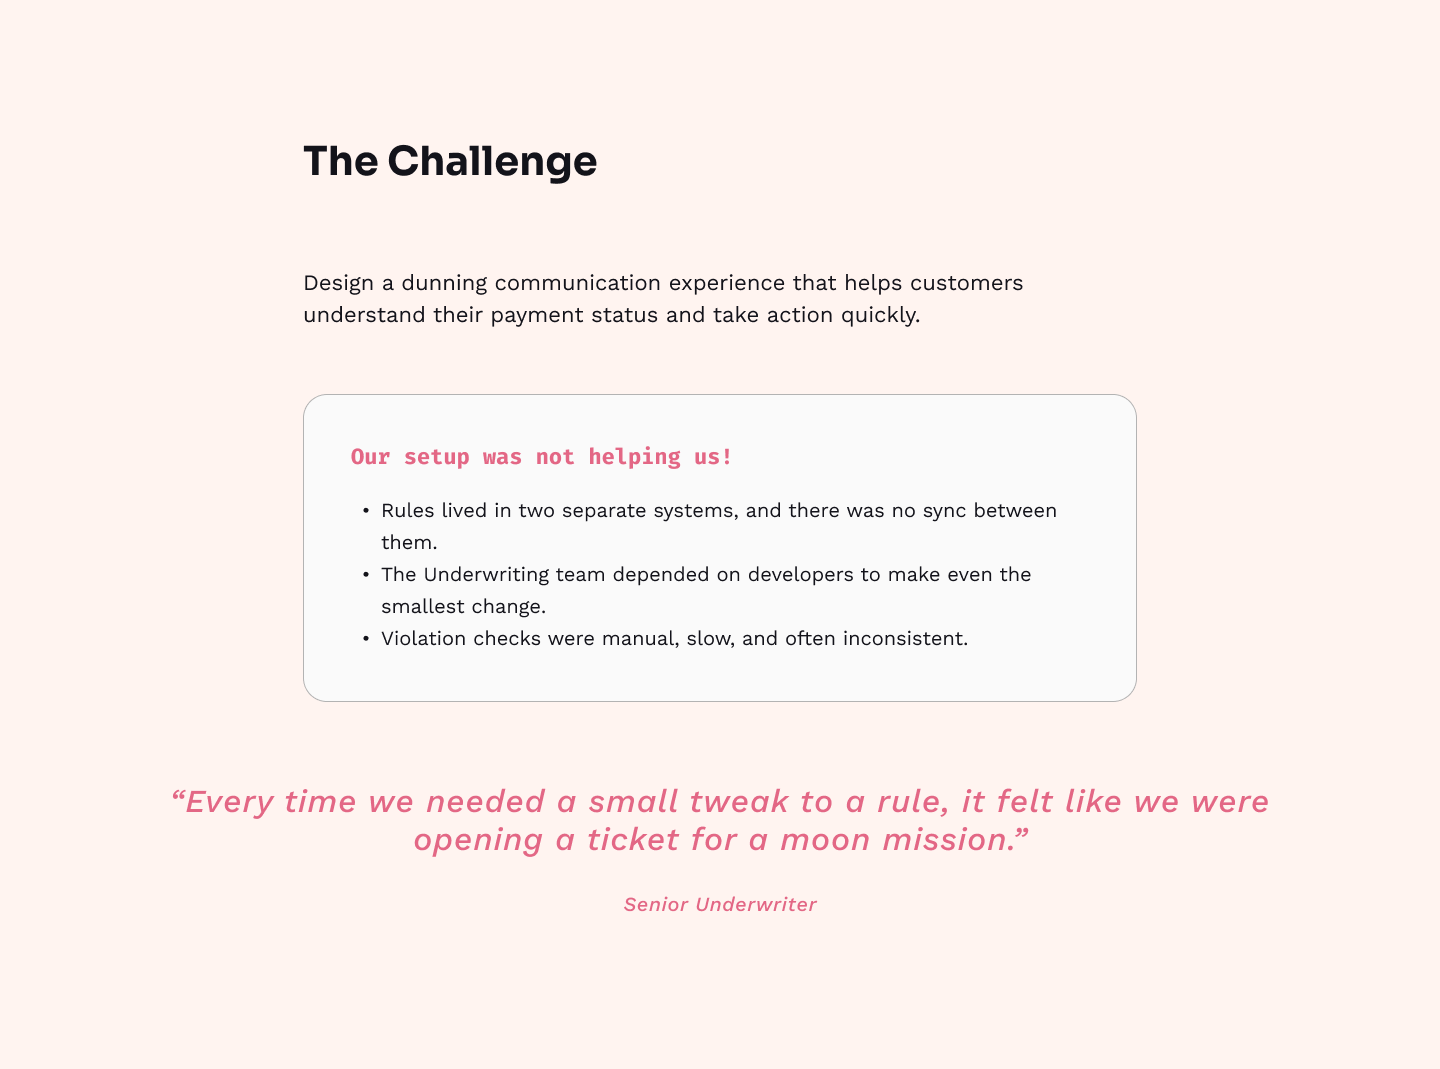 The Challenge
Design a dunning communication experience that helps customers
understand their payment status and take action quickly.
Our setup was not helping us!
• Rules lived in two separate systems, and there was no sync between
them.
• The Underwriting team depended on developers to make even the
smallest change.
• Violation checks were manual, slow, and often inconsistent.
“Every time we needed a small tweak to a rule, it felt like we were
opening a ticket for a moon mission.”
Senior Underwriter